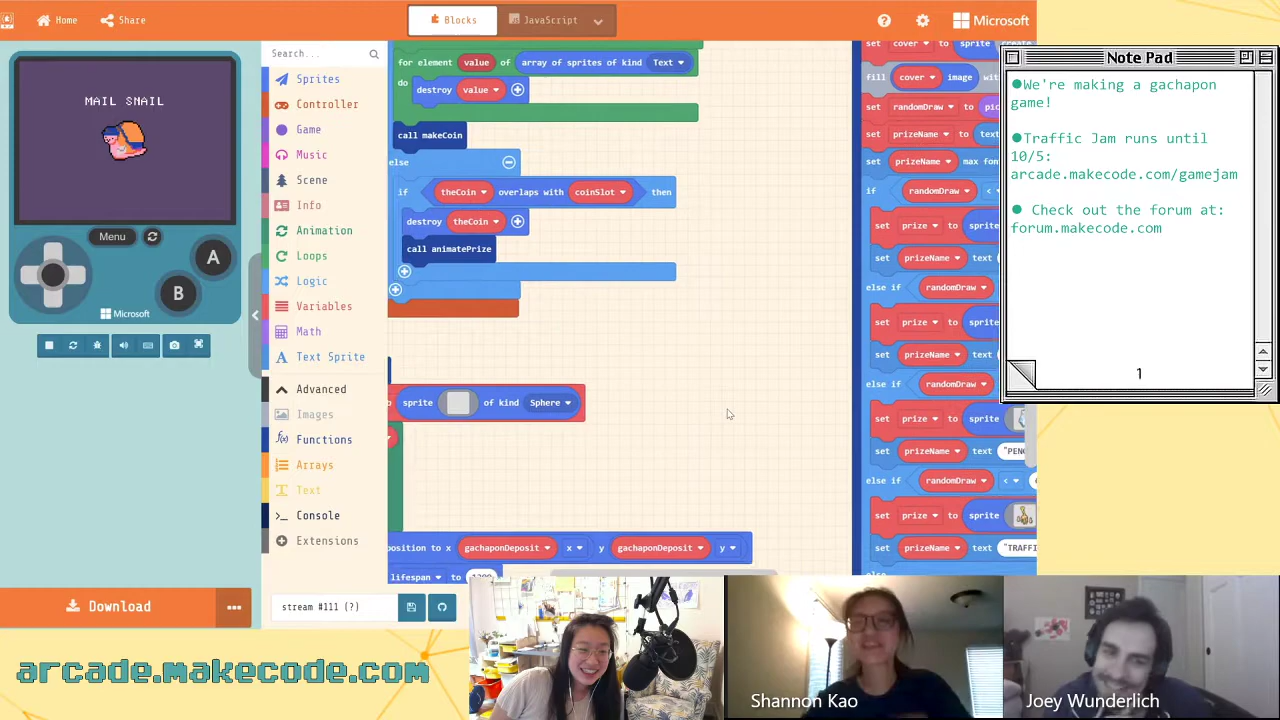 Home
Share
Blocks
JavaScript
Microsoft
MAIL SNAIL
Menu
A
B
Microsoft
Search...
Sprites
Controller
Game
Music
Scene
Info
Animation
Loops
Logic
Variables
Math
Text Sprite
Advanced
Images
Functions
Arrays
Text
Console
Extensions
for element value of array of sprites of kind Text
do destroy value
call makeCoin
else
if theCoin overlaps with coinSlot then
destroy theCoin
call animatePrize
sprite of kind Sphere
position to x gachaponDeposit x y gachaponDeposit y
lifespan to
set cover to sprite
fill cover image
set randomDraw to
set prizeName to text
set prizeName max
if randomDraw <
set prize to
set prizeName text
else if randomDraw
set prize to
set prizeName text
else if randomDraw
set prize to sprite
set prizeName text
else if randomDraw <
set prize to sprite
set prizeName text
Note Pad
●We're making a gachapon
game!
●Traffic Jam runs until
10/5:
arcade.makecode.com/gamejam
● Check out the forum at:
forum.makecode.com
1
Download
stream #111 (?)
arcade.makecode.com
Shannon Kao
Joey Wunderlich